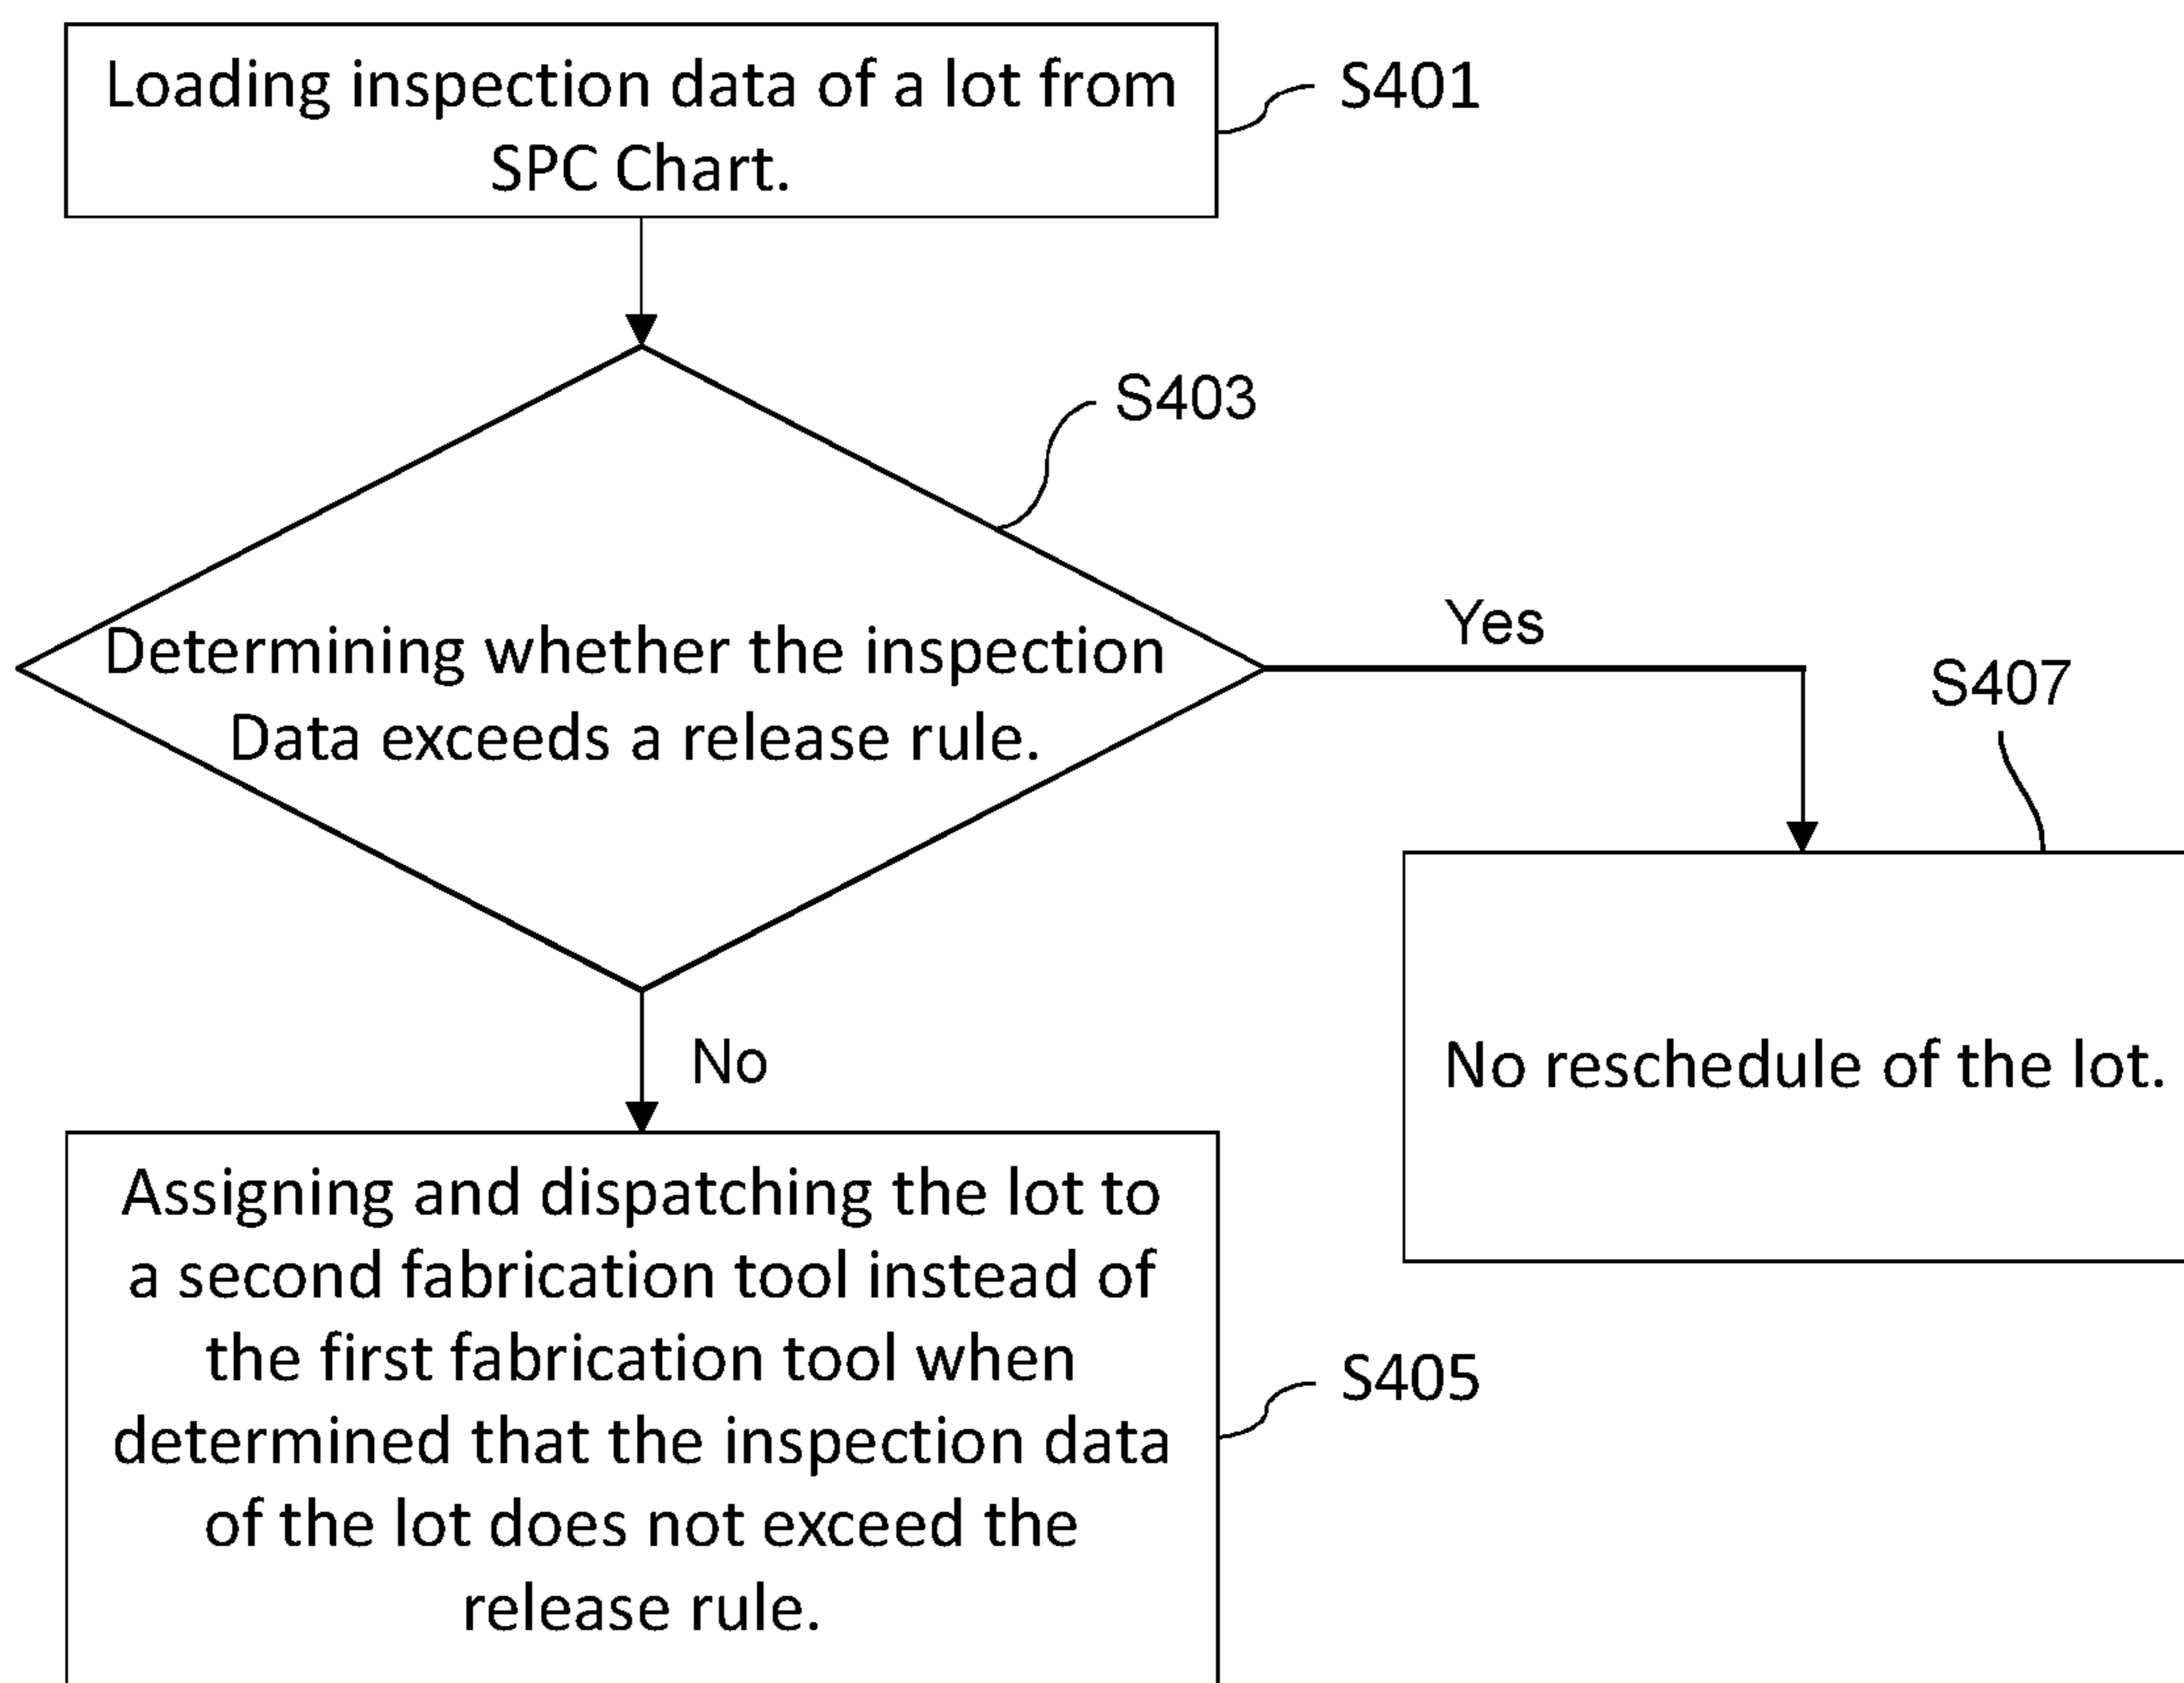 Loading inspection data of a lot from
SPC Chart.
S401
S403
Determining whether the inspection
Data exceeds a release rule.
Yes
S407
No reschedule of the lot.
No
Assigning and dispatching the lot to
a second fabrication tool instead of
the first fabrication tool when
determined that the inspection data
of the lot does not exceed the
release rule.
S405